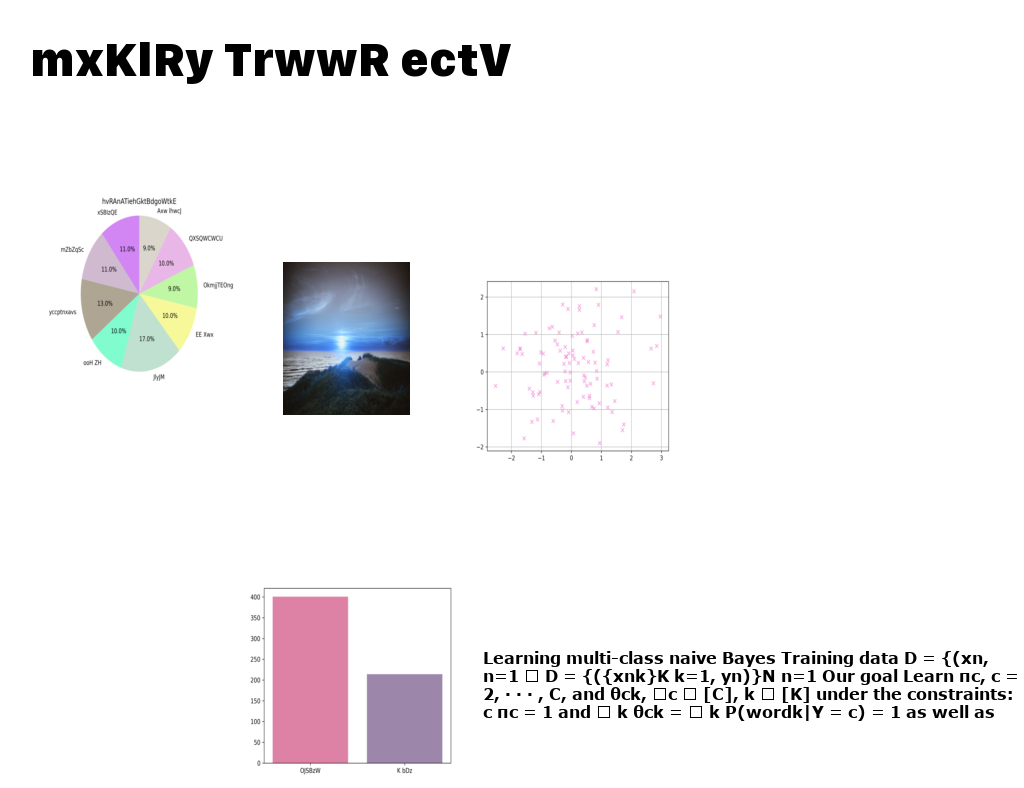 mxKlRy TrwwR ectV
hvRAnATiehGktBdgoWtkE
xSBIzQE
Axw lhwcJ
mZbZqSc
QXSQWCWCU
yccptnxavs
OkmjjTEOng
EE Xwx
ooH ZH
JlyJM
11.0%
9.0%
11.0%
10.0%
13.0%
9.0%
10.0%
10.0%
17.0%
2
1
0
−1
−2
−2 −1 0 1 2 3
400
350
300
250
200
150
100
50
0
OJSBzW K bDz
Learning multi-class naive Bayes Training data D = {(xn,
n=1 □ D = {({xnk}K k=1, yn)}N n=1 Our goal Learn πc, c =
2, · · · , C, and θck, □c □ [C], k □ [K] under the constraints:
c πc = 1 and □ k θck = □ k P(wordk|Y = c) = 1 as well as